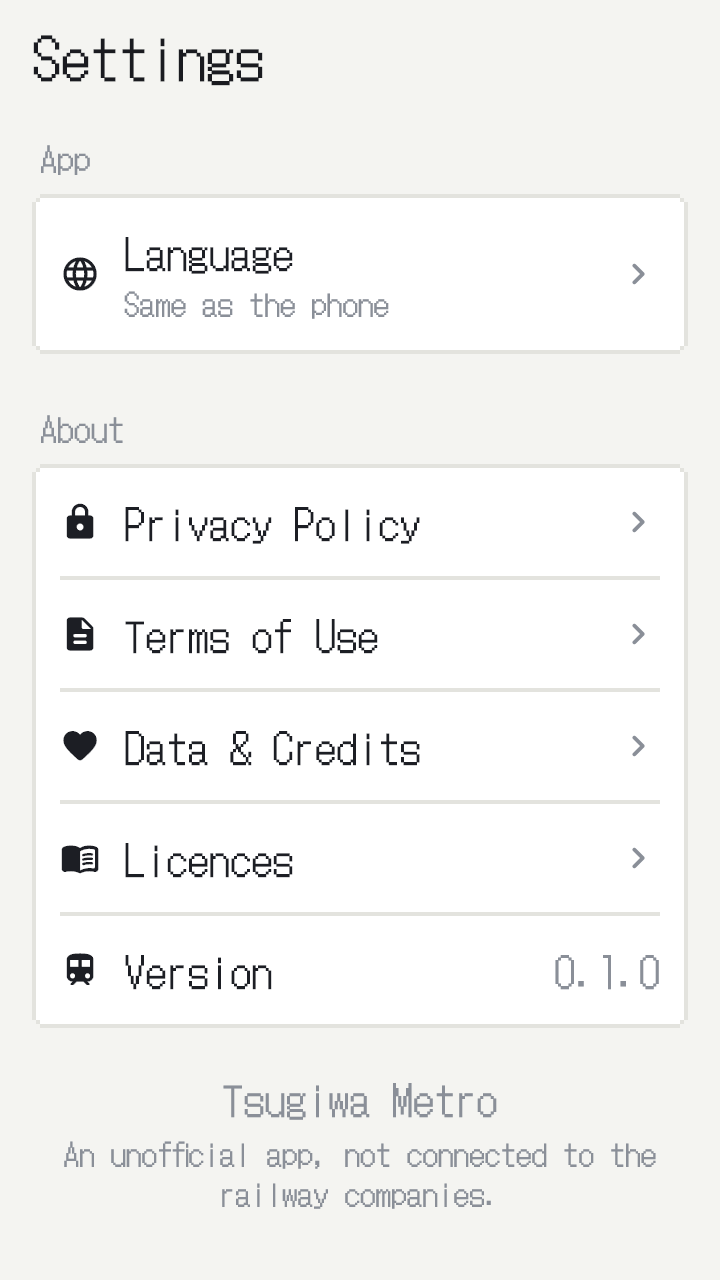 Settings
App
Language
Same as the phone
About
Privacy Policy
Terms of Use
Data & Credits
Licences
Version 0.1.0
Tsugiwa Metro
An unofficial app, not connected to the
railway companies.